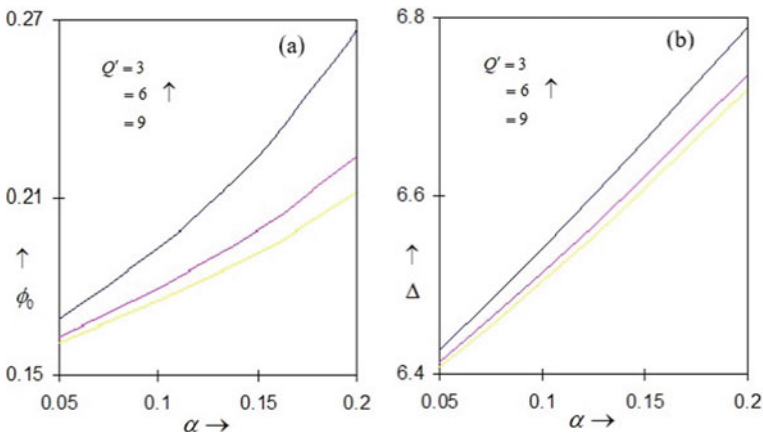 0.27
(a)
Q′ = 3
= 6 ↑
= 9
0.21
↑
ϕ₀
0.15
0.05 0.1 0.15 0.2
α →
6.8
(b)
Q′ = 3
= 6 ↑
= 9
6.6
↑
Δ
6.4
0.05 0.1 0.15 0.2
α →